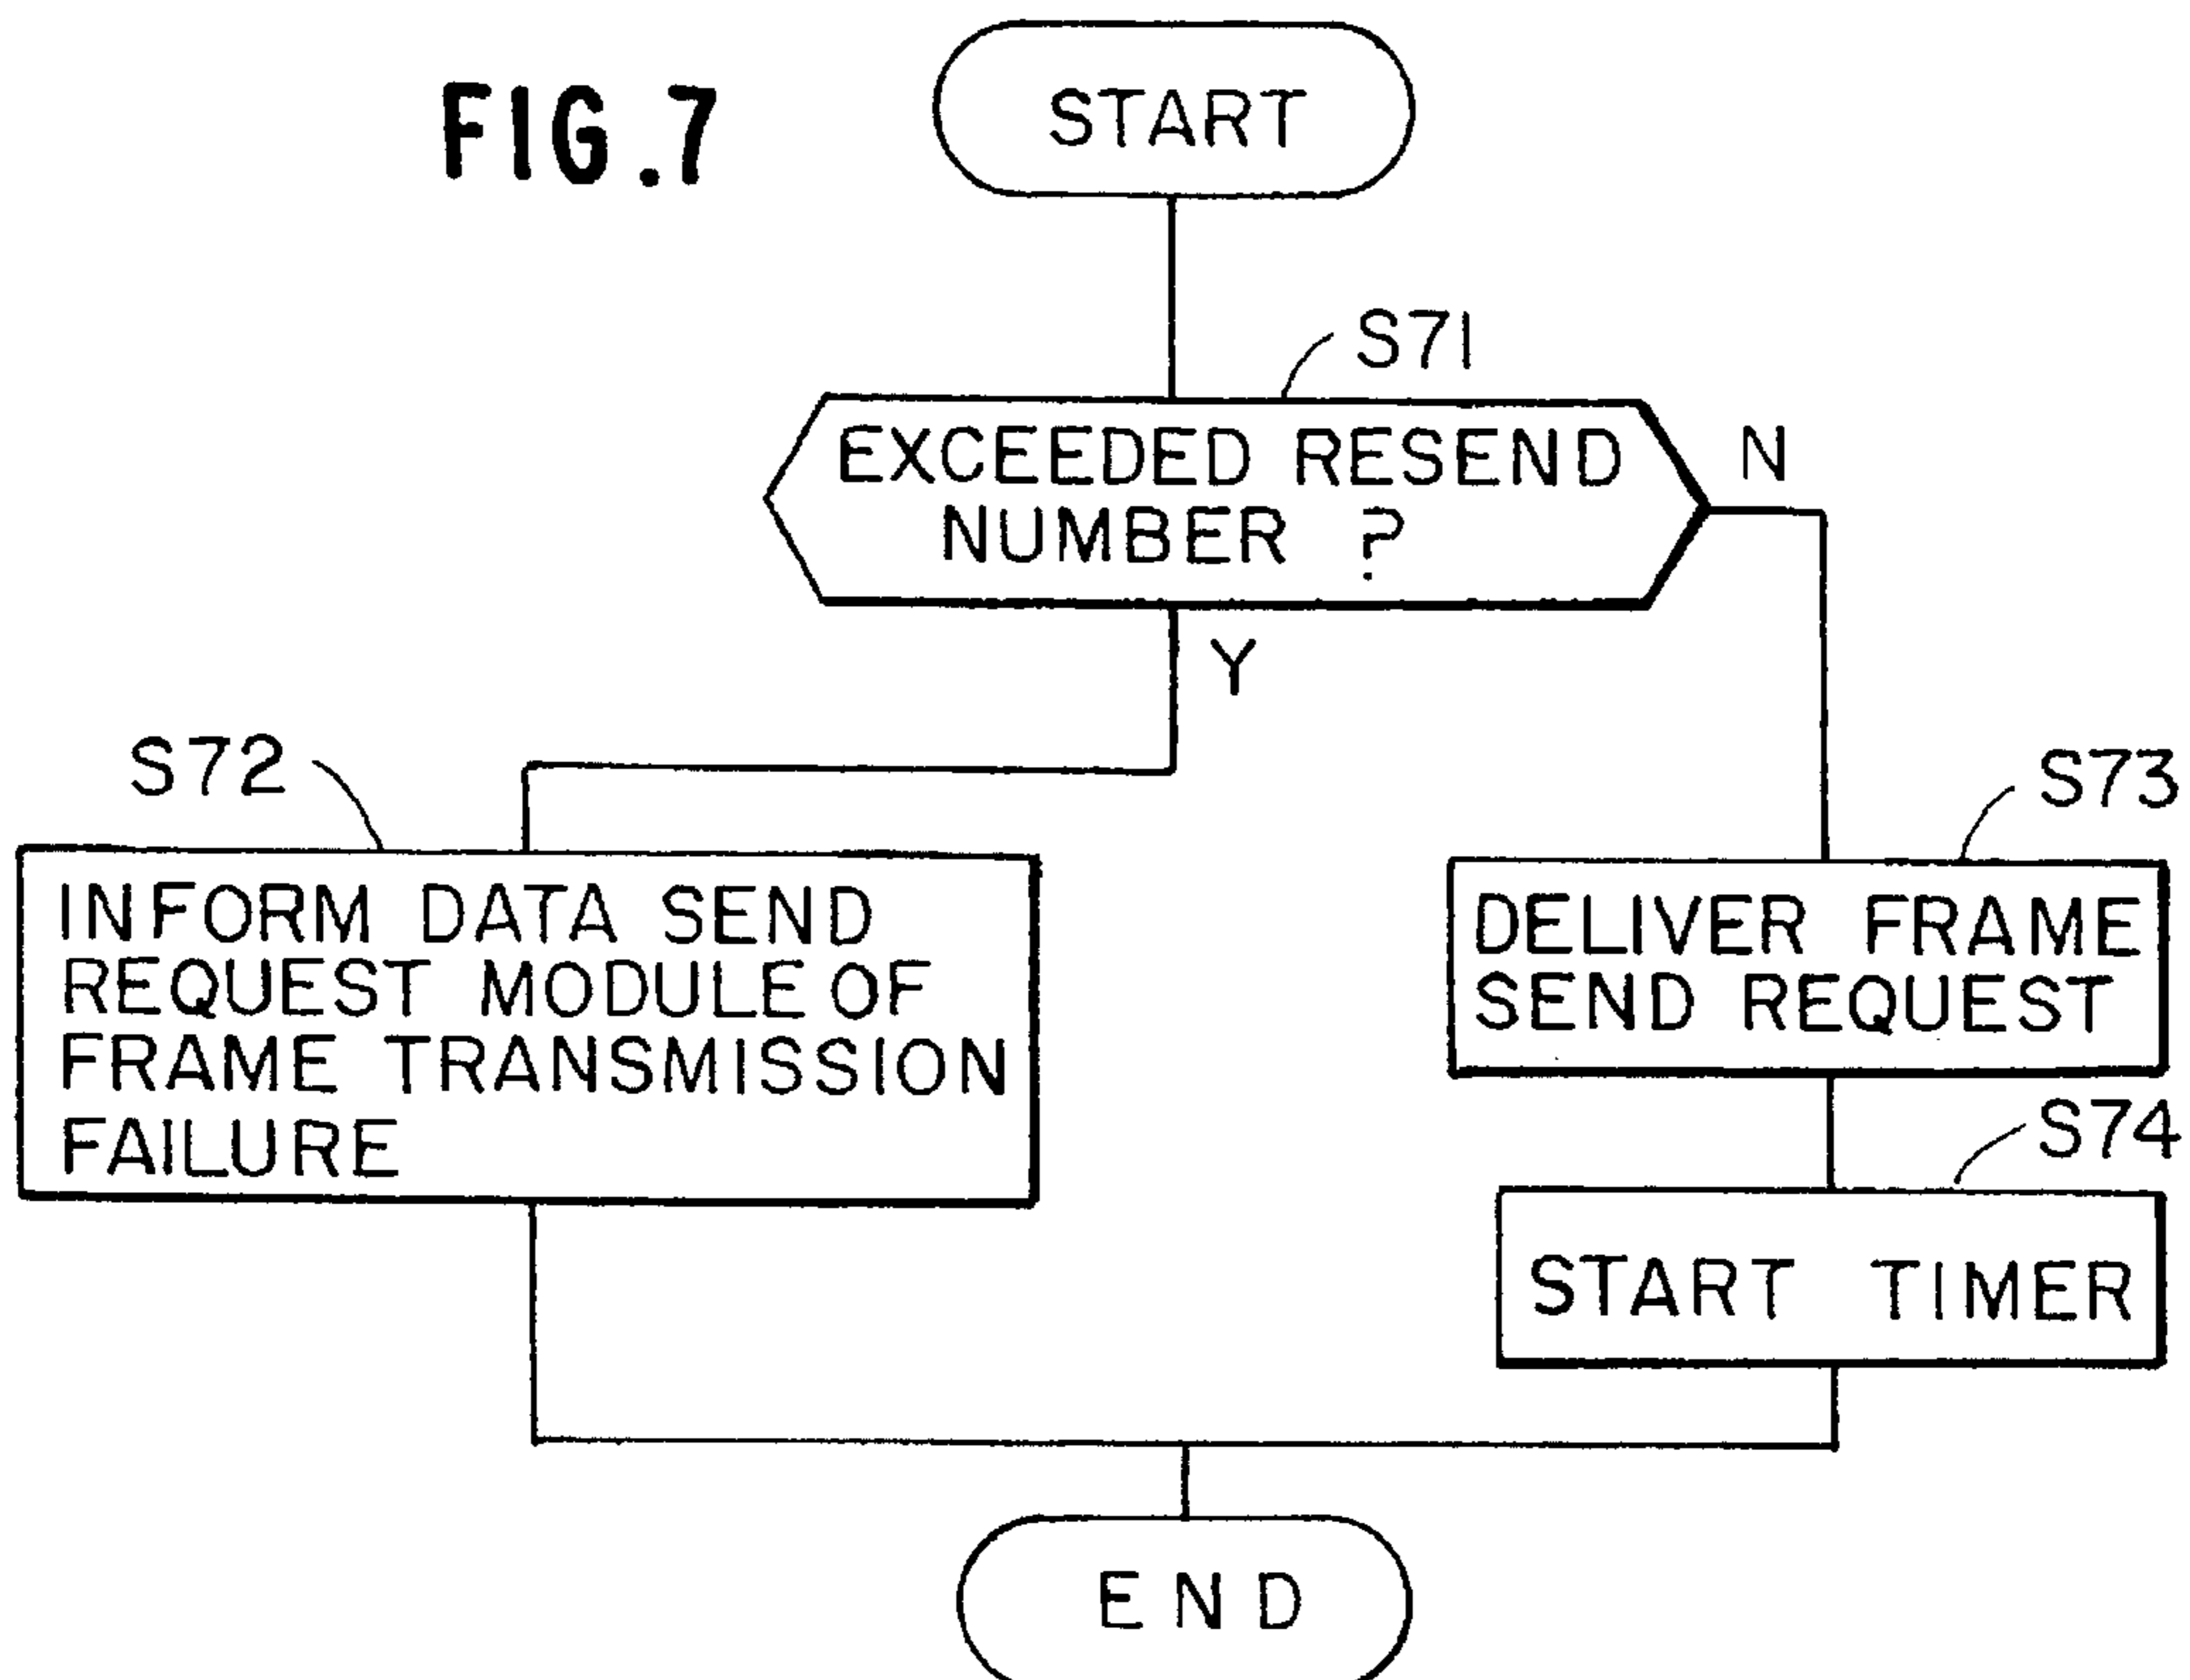 FIG.7
START
S71
EXCEEDED RESEND
NUMBER ?
N
Y
S72
INFORM DATA SEND
REQUEST MODULE OF
FRAME TRANSMISSION
FAILURE
S73
DELIVER FRAME
SEND REQUEST
S74
START TIMER
END